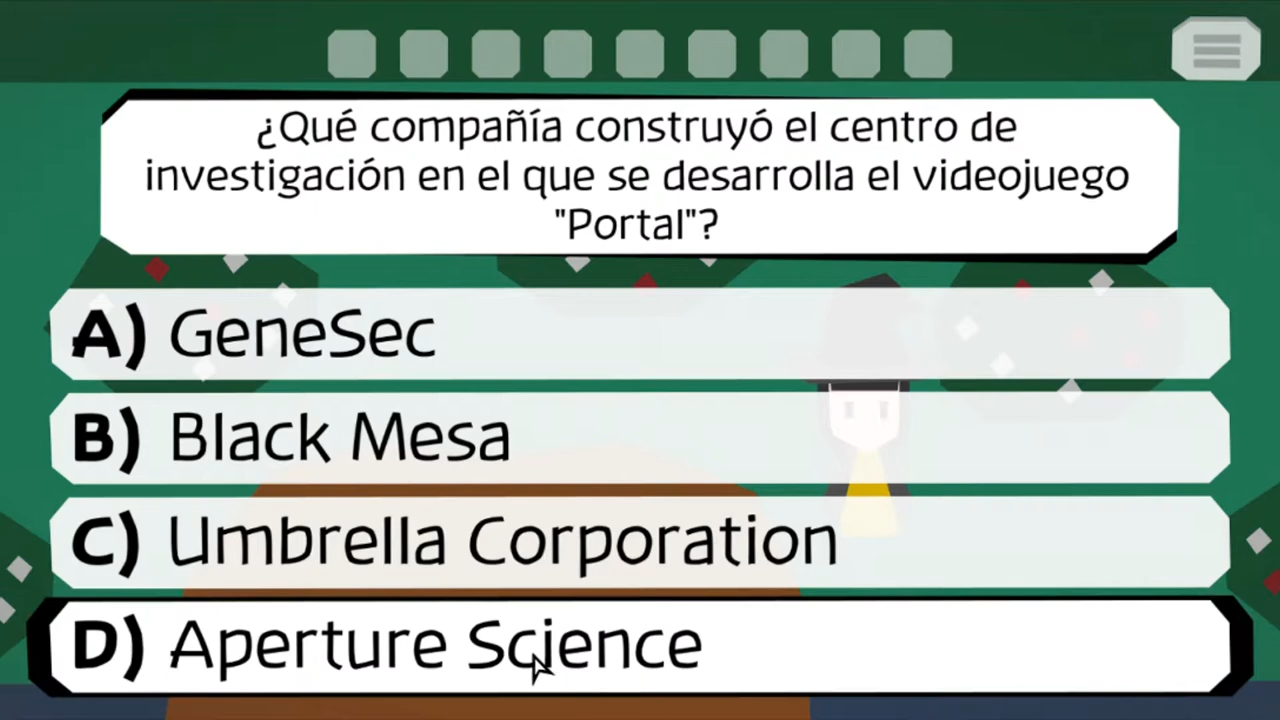 ¿Qué compañía construyó el centro de
investigación en el que se desarrolla el videojuego
"Portal"?
A) GeneSec
B) Black Mesa
C) Umbrella Corporation
D) Aperture Science